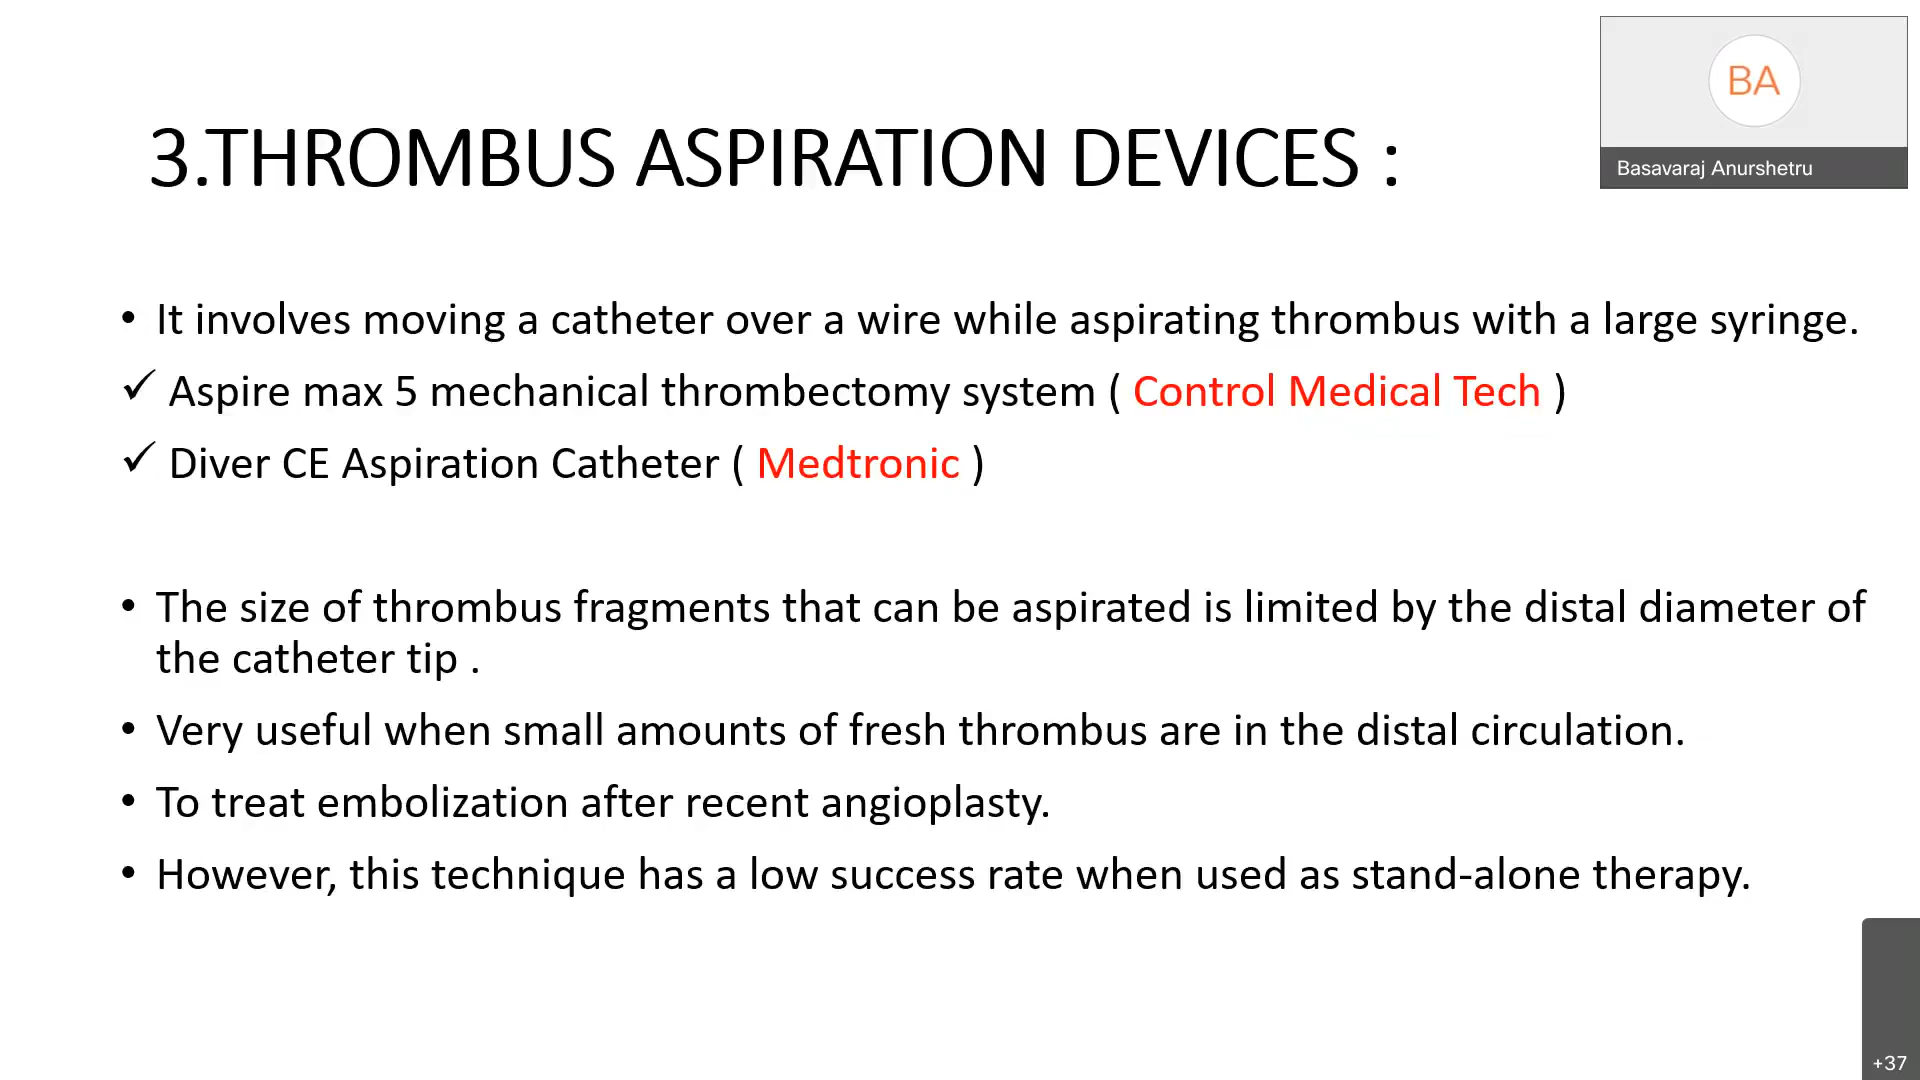 BA
Basavaraj Anurshetru
3.THROMBUS ASPIRATION DEVICES :
• It involves moving a catheter over a wire while aspirating thrombus with a large syringe.
✓ Aspire max 5 mechanical thrombectomy system ( Control Medical Tech )
✓ Diver CE Aspiration Catheter ( Medtronic )
• The size of thrombus fragments that can be aspirated is limited by the distal diameter of
the catheter tip .
• Very useful when small amounts of fresh thrombus are in the distal circulation.
• To treat embolization after recent angioplasty.
• However, this technique has a low success rate when used as stand-alone therapy.
+37